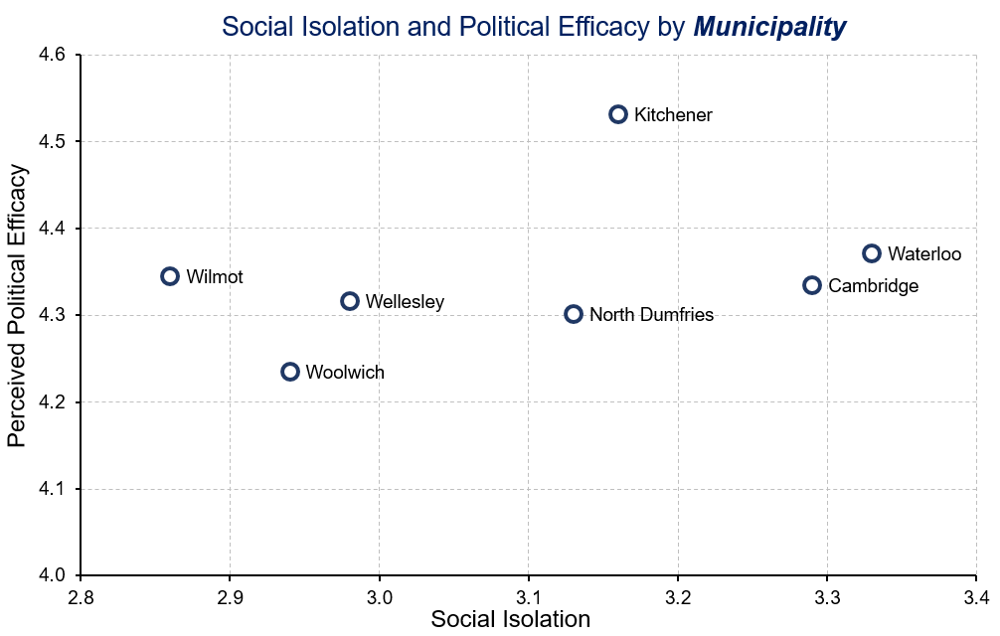 Social Isolation and Political Efficacy by Municipality
4.6
4.5
4.4
4.3
4.2
4.1
4.0
Perceived Political Efficacy
Kitchener
Waterloo
Wilmot
Cambridge
Wellesley
North Dumfries
Woolwich
2.8 2.9 3.0 3.1 3.2 3.3 3.4
Social Isolation